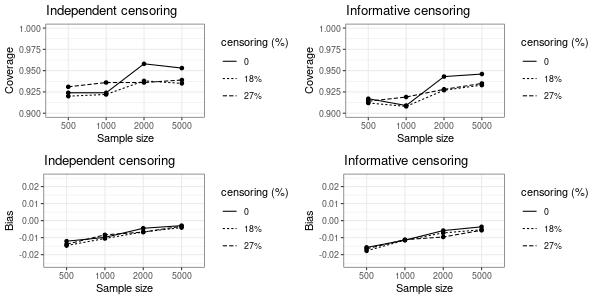 Independent censoring
Coverage
1.000
0.975
0.950
0.925
0.900
500 1000 2000 5000
Sample size
censoring (%)
0
18%
27%
Informative censoring
Coverage
1.000
0.975
0.950
0.925
0.900
500 1000 2000 5000
Sample size
censoring (%)
0
18%
27%
Independent censoring
Bias
0.02
0.01
0.00
-0.01
-0.02
500 1000 2000 5000
Sample size
censoring (%)
0
18%
27%
Informative censoring
Bias
0.02
0.01
0.00
-0.01
-0.02
500 1000 2000 5000
Sample size
censoring (%)
0
18%
27%